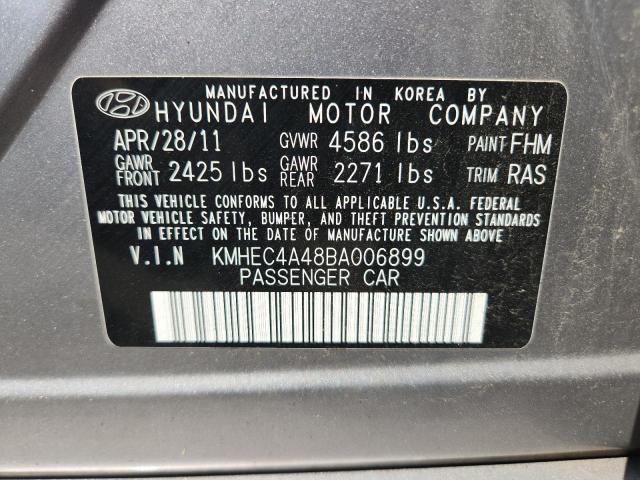 MANUFACTURED IN KOREA BY
HYUNDAI MOTOR COMPANY
APR/28/11 GVWR 4586 lbs PAINT FHM
GAWR FRONT 2425 lbs GAWR REAR 2271 lbs TRIM RAS
THIS VEHICLE CONFORMS TO ALL APPLICABLE U.S.A. FEDERAL
MOTOR VEHICLE SAFETY, BUMPER, AND THEFT PREVENTION STANDARDS
IN EFFECT ON THE DATE OF MANUFACTURE SHOWN ABOVE
V.I.N KMHEC4A48BA006899
PASSENGER CAR